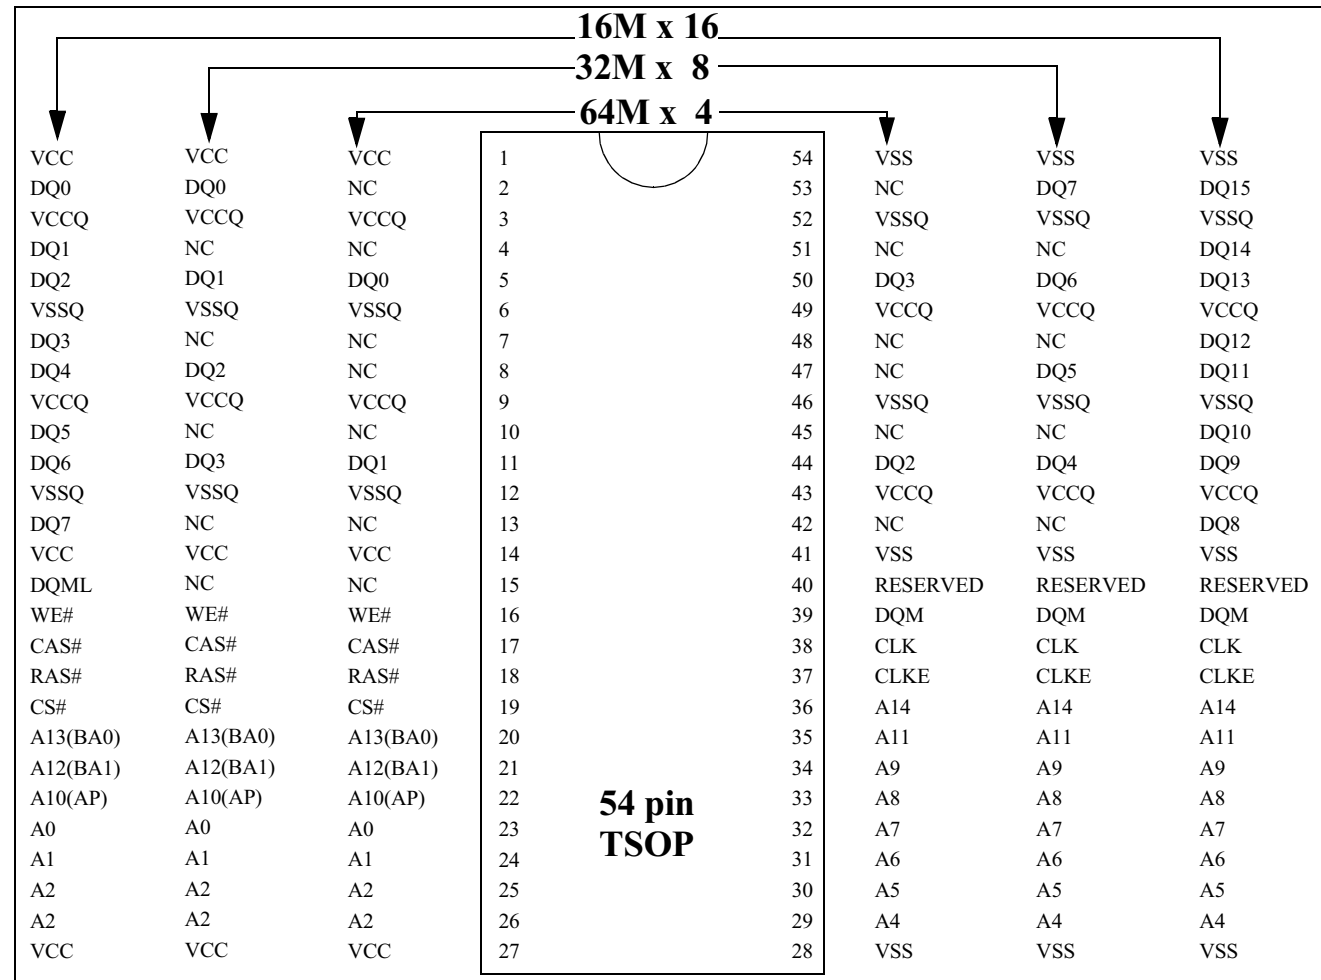 16M x 16
32M x 8
64M x 4
VCC VCC VCC 1 54 VSS VSS VSS
DQ0 DQ0 NC 2 53 NC DQ7 DQ15
VCCQ VCCQ VCCQ 3 52 VSSQ VSSQ VSSQ
DQ1 NC NC 4 51 NC NC DQ14
DQ2 DQ1 DQ0 5 50 DQ3 DQ6 DQ13
VSSQ VSSQ VSSQ 6 49 VCCQ VCCQ VCCQ
DQ3 NC NC 7 48 NC NC DQ12
DQ4 DQ2 NC 8 47 NC DQ5 DQ11
VCCQ VCCQ VCCQ 9 46 VSSQ VSSQ VSSQ
DQ5 NC NC 10 45 NC NC DQ10
DQ6 DQ3 DQ1 11 44 DQ2 DQ4 DQ9
VSSQ VSSQ VSSQ 12 43 VCCQ VCCQ VCCQ
DQ7 NC NC 13 42 NC NC DQ8
VCC VCC VCC 14 41 VSS VSS VSS
DQML NC NC 15 40 RESERVED RESERVED RESERVED
WE# WE# WE# 16 39 DQM DQM DQM
CAS# CAS# CAS# 17 38 CLK CLK CLK
RAS# RAS# RAS# 18 37 CLKE CLKE CLKE
CS# CS# CS# 19 36 A14 A14 A14
A13(BA0) A13(BA0) A13(BA0) 20 35 A11 A11 A11
A12(BA1) A12(BA1) A12(BA1) 21 34 A9 A9 A9
A10(AP) A10(AP) A10(AP) 22 33 A8 A8 A8
A0 A0 A0 23 32 A7 A7 A7
A1 A1 A1 24 31 A6 A6 A6
A2 A2 A2 25 30 A5 A5 A5
A2 A2 A2 26 29 A4 A4 A4
VCC VCC VCC 27 28 VSS VSS VSS
54 pin
TSOP